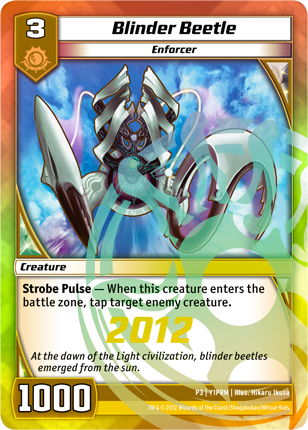 3
Blinder Beetle
Enforcer
Creature
Strobe Pulse — When this creature enters the
battle zone, tap target enemy creature.
2012
At the dawn of the Light civilization, blinder beetles
emerged from the sun.
1000
P3 | Y1PRM | Illus. Hikaru Ikusa
TM & © 2012 Wizards of the Coast/Shogakukan/Mitsui-Kids